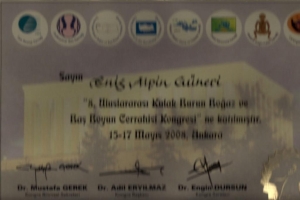 Sayın Eniz Alpin Güneri
"8. Uluslararası Kulak Burun Boğaz ve
Baş Boyun Cerrahisi Kongresi" ne katılmıştır.
15-17 Mayıs 2008, Ankara
Dr. Mustafa GEREK Dr. Adil ERYILMAZ Dr. Engin DURSUN